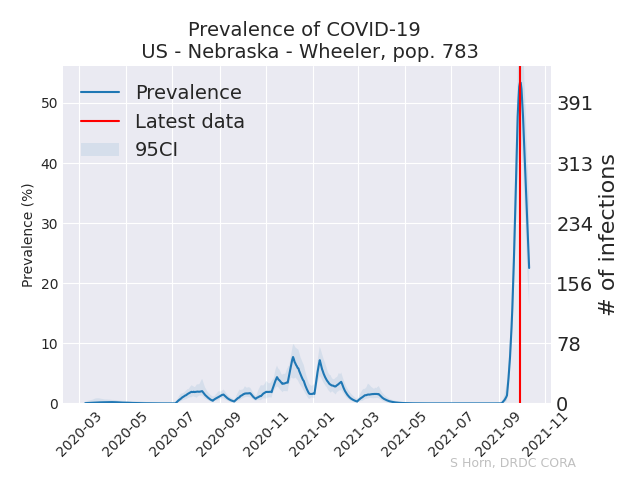 Prevalence of COVID-19
US - Nebraska - Wheeler, pop. 783
Prevalence
Latest data
95CI
Prevalence (%)
50
40
30
20
10
0
391
313
234
156
78
0
# of infections
2020-03
2020-05
2020-07
2020-09
2020-11
2021-01
2021-03
2021-05
2021-07
2021-09
2021-11
S Horn, DRDC CORA